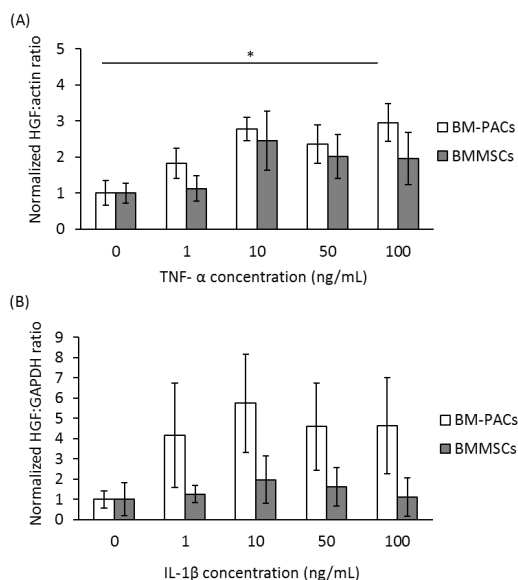 (A)
Normalized HGF:actin ratio
5
4
3
2
1
0
*
BM-PACs
BMMSCs
0 1 10 50 100
TNF- α concentration (ng/mL)
(B)
Normalized HGF:GAPDH ratio
9
8
7
6
5
4
3
2
1
0
BM-PACs
BMMSCs
0 1 10 50 100
IL-1β concentration (ng/mL)